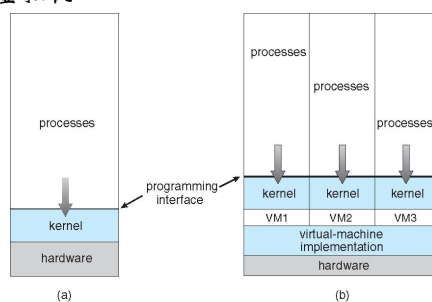 processes
kernel
hardware
(a)
programming
interface
processes
processes
processes
kernel
kernel
kernel
VM1
VM2
VM3
virtual-machine
implementation
hardware
(b)